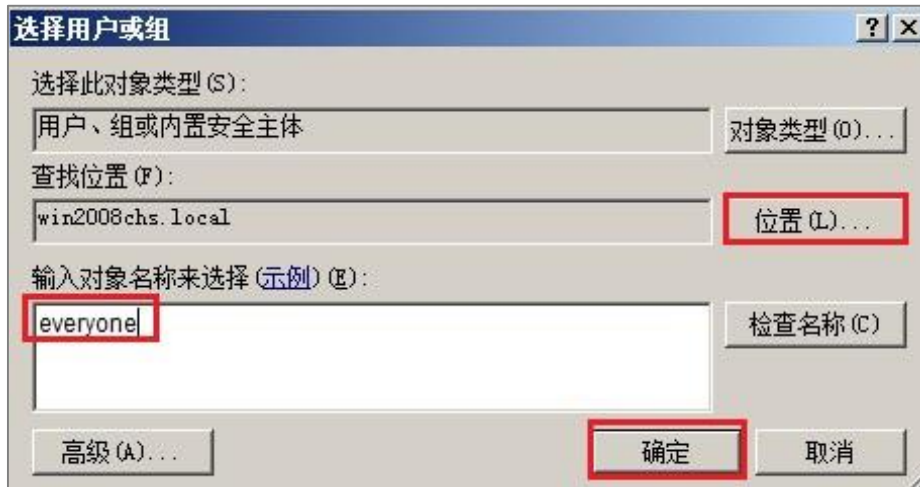 选择用户或组
选择此对象类型(S):
用户、组或内置安全主体
对象类型(O)...
查找位置(F):
win2008chs.local
位置(L)...
输入对象名称来选择(示例)(E):
everyone
检查名称(C)
高级(A)...
确定
取消